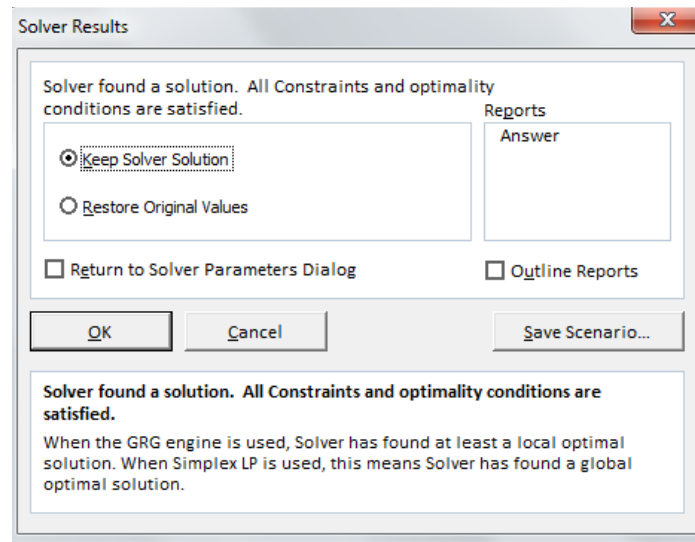 Solver Results
Solver found a solution.  All Constraints and optimality
conditions are satisfied.
Reports
Answer
Keep Solver Solution
Restore Original Values
Return to Solver Parameters Dialog
Outline Reports
OK
Cancel
Save Scenario...
Solver found a solution.  All Constraints and optimality conditions are
satisfied.
When the GRG engine is used, Solver has found at least a local optimal
solution. When Simplex LP is used, this means Solver has found a global
optimal solution.